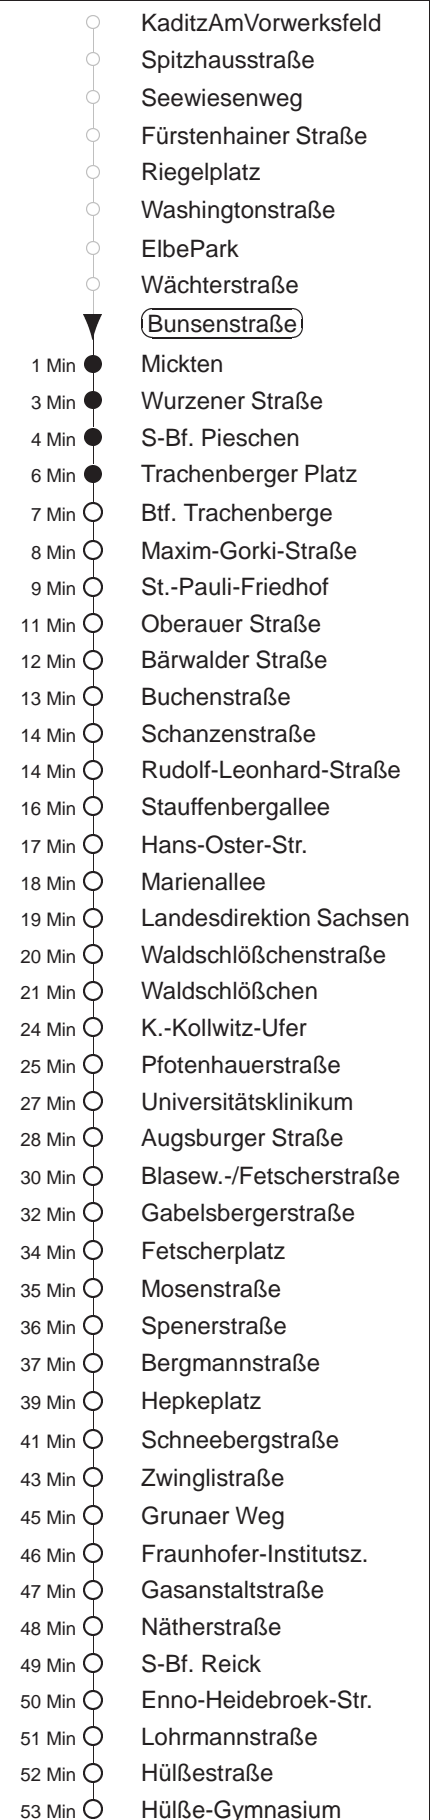 KaditzAmVorwerksfeld
Spitzhausstraße
Seewiesenweg
Fürstenhainer Straße
Riegelplatz
Washingtonstraße
ElbePark
Wächterstraße
Bunsenstraße
1 Min Mickten
3 Min Wurzener Straße
4 Min S-Bf. Pieschen
6 Min Trachenberger Platz
7 Min Btf. Trachenberge
8 Min Maxim-Gorki-Straße
9 Min St.-Pauli-Friedhof
11 Min Oberauer Straße
12 Min Bärwalder Straße
13 Min Buchenstraße
14 Min Schanzenstraße
14 Min Rudolf-Leonhard-Straße
16 Min Stauffenbergallee
17 Min Hans-Oster-Str.
18 Min Marienallee
19 Min Landesdirektion Sachsen
20 Min Waldschlößchenstraße
21 Min Waldschlößchen
24 Min K.-Kollwitz-Ufer
25 Min Pfotenhauerstraße
27 Min Universitätsklinikum
28 Min Augsburger Straße
30 Min Blasew.-/Fetscherstraße
32 Min Gabelsbergerstraße
34 Min Fetscherplatz
35 Min Mosenstraße
36 Min Spenerstraße
37 Min Bergmannstraße
39 Min Hepkeplatz
41 Min Schneebergstraße
43 Min Zwinglistraße
45 Min Grunaer Weg
46 Min Fraunhofer-Institutsz.
47 Min Gasanstaltstraße
48 Min Nätherstraße
49 Min S-Bf. Reick
50 Min Enno-Heidebroek-Str.
51 Min Lohrmannstraße
52 Min Hülßestraße
53 Min Hülße-Gymnasium